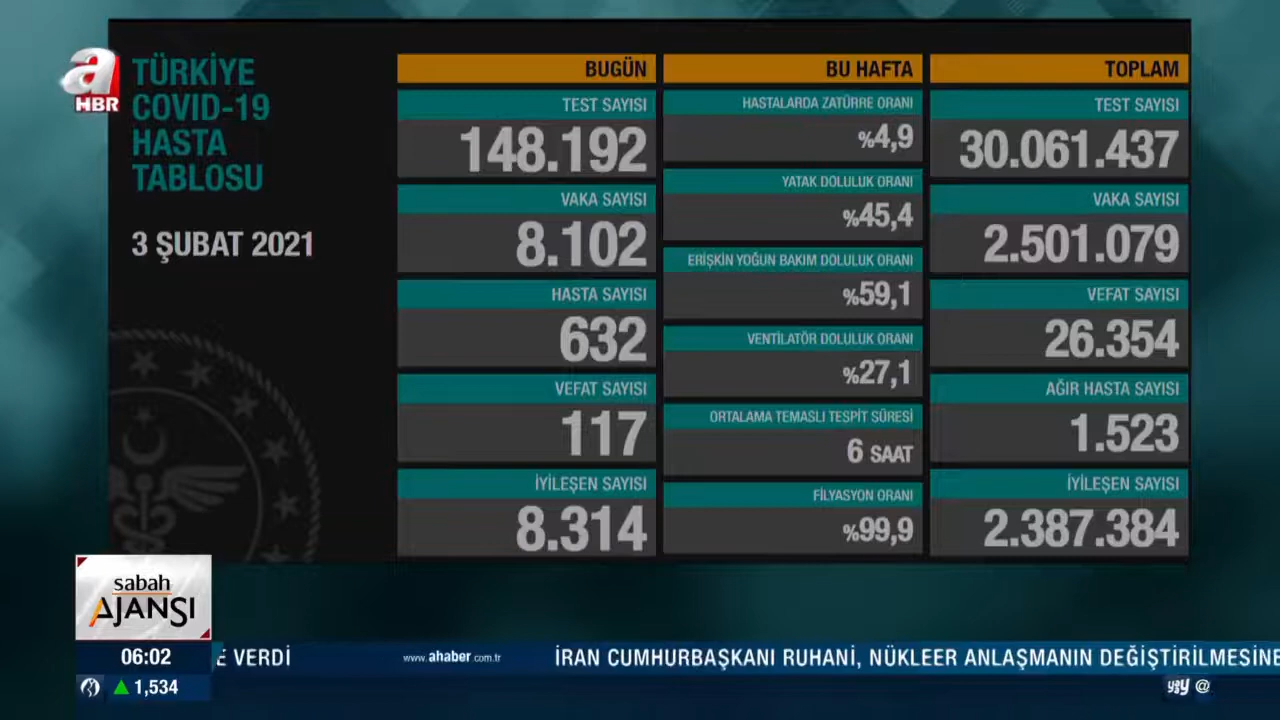 a
HBR
TÜRKİYE
COVID-19
HASTA
TABLOSU
3 ŞUBAT 2021
BUGÜN
TEST SAYISI
148.192
VAKA SAYISI
8.102
HASTA SAYISI
632
VEFAT SAYISI
117
İYİLEŞEN SAYISI
8.314
BU HAFTA
HASTALARDA ZATÜRRE ORANI
%4,9
YATAK DOLULUK ORANI
%45,4
ERİŞKİN YOĞUN BAKIM DOLULUK ORANI
%59,1
VENTİLATÖR DOLULUK ORANI
%27,1
ORTALAMA TEMASLI TESPİT SÜRESİ
6 SAAT
FİLYASYON ORANI
%99,9
TOPLAM
TEST SAYISI
30.061.437
VAKA SAYISI
2.501.079
VEFAT SAYISI
26.354
AĞIR HASTA SAYISI
1.523
İYİLEŞEN SAYISI
2.387.384
sabah
AJANSI
06:02
E VERDİ
www.ahaber.com.tr
İRAN CUMHURBAŞKANI RUHANİ, NÜKLEER ANLAŞMANIN DEĞİŞTİRİLMESİNE
1,534
@